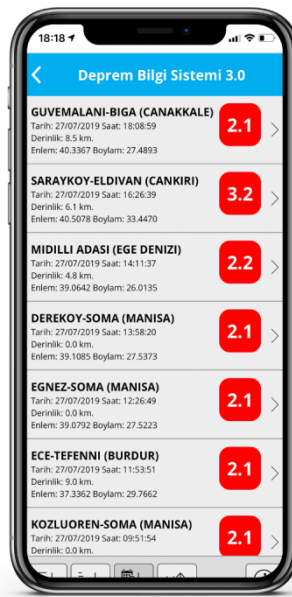 18:18
Deprem Bilgi Sistemi 3.0
GUVEMALANI-BIGA (CANAKKALE)
Tarih: 27/07/2019 Saat: 18:08:59
Derinlik: 8.5 km.
Enlem: 40.3367 Boylam: 27.4893
2.1
SARAYKOY-ELDIVAN (CANKIRI)
Tarih: 27/07/2019 Saat: 16:26:39
Derinlik: 6.1 km.
Enlem: 40.5078 Boylam: 33.4470
3.2
MIDILLI ADASI (EGE DENIZI)
Tarih: 27/07/2019 Saat: 14:11:37
Derinlik: 4.8 km.
Enlem: 39.0642 Boylam: 26.0135
2.2
DEREKOY-SOMA (MANISA)
Tarih: 27/07/2019 Saat: 13:58:20
Derinlik: 0.0 km.
Enlem: 39.1085 Boylam: 27.5373
2.1
EGNEZ-SOMA (MANISA)
Tarih: 27/07/2019 Saat: 12:26:49
Derinlik: 0.0 km.
Enlem: 39.0792 Boylam: 27.5223
2.1
ECE-TEFENNI (BURDUR)
Tarih: 27/07/2019 Saat: 11:53:51
Derinlik: 9.0 km.
Enlem: 37.3362 Boylam: 29.7662
2.1
KOZLUOREN-SOMA (MANISA)
Tarih: 27/07/2019 Saat: 09:51:54
Derinlik: 0.0 km.
2.1